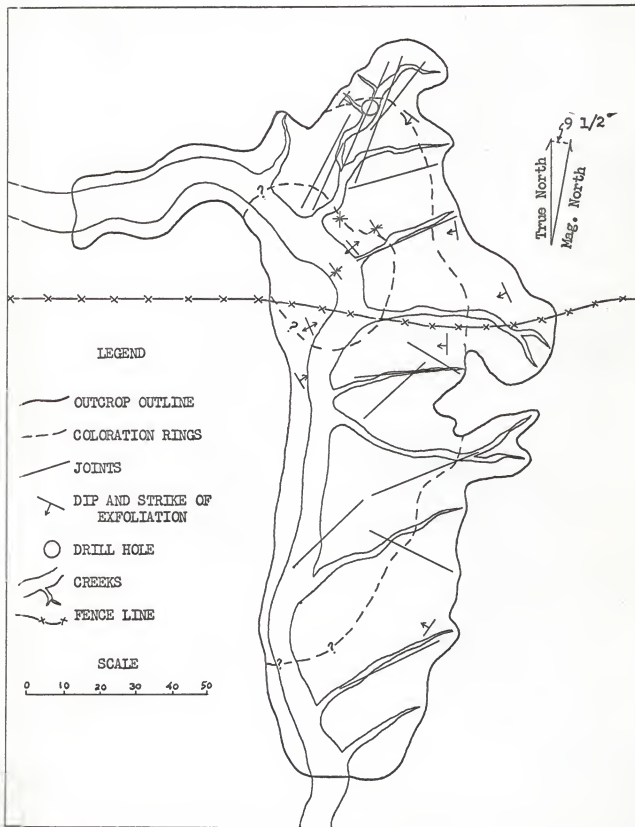 9 1/2°
True North
Mag. North
?
?
LEGEND
OUTCROP OUTLINE
COLORATION RINGS
JOINTS
DIP AND STRIKE OF
EXFOLIATION
DRILL HOLE
CREEKS
FENCE LINE
SCALE
0 10 20 30 40 50
?
?